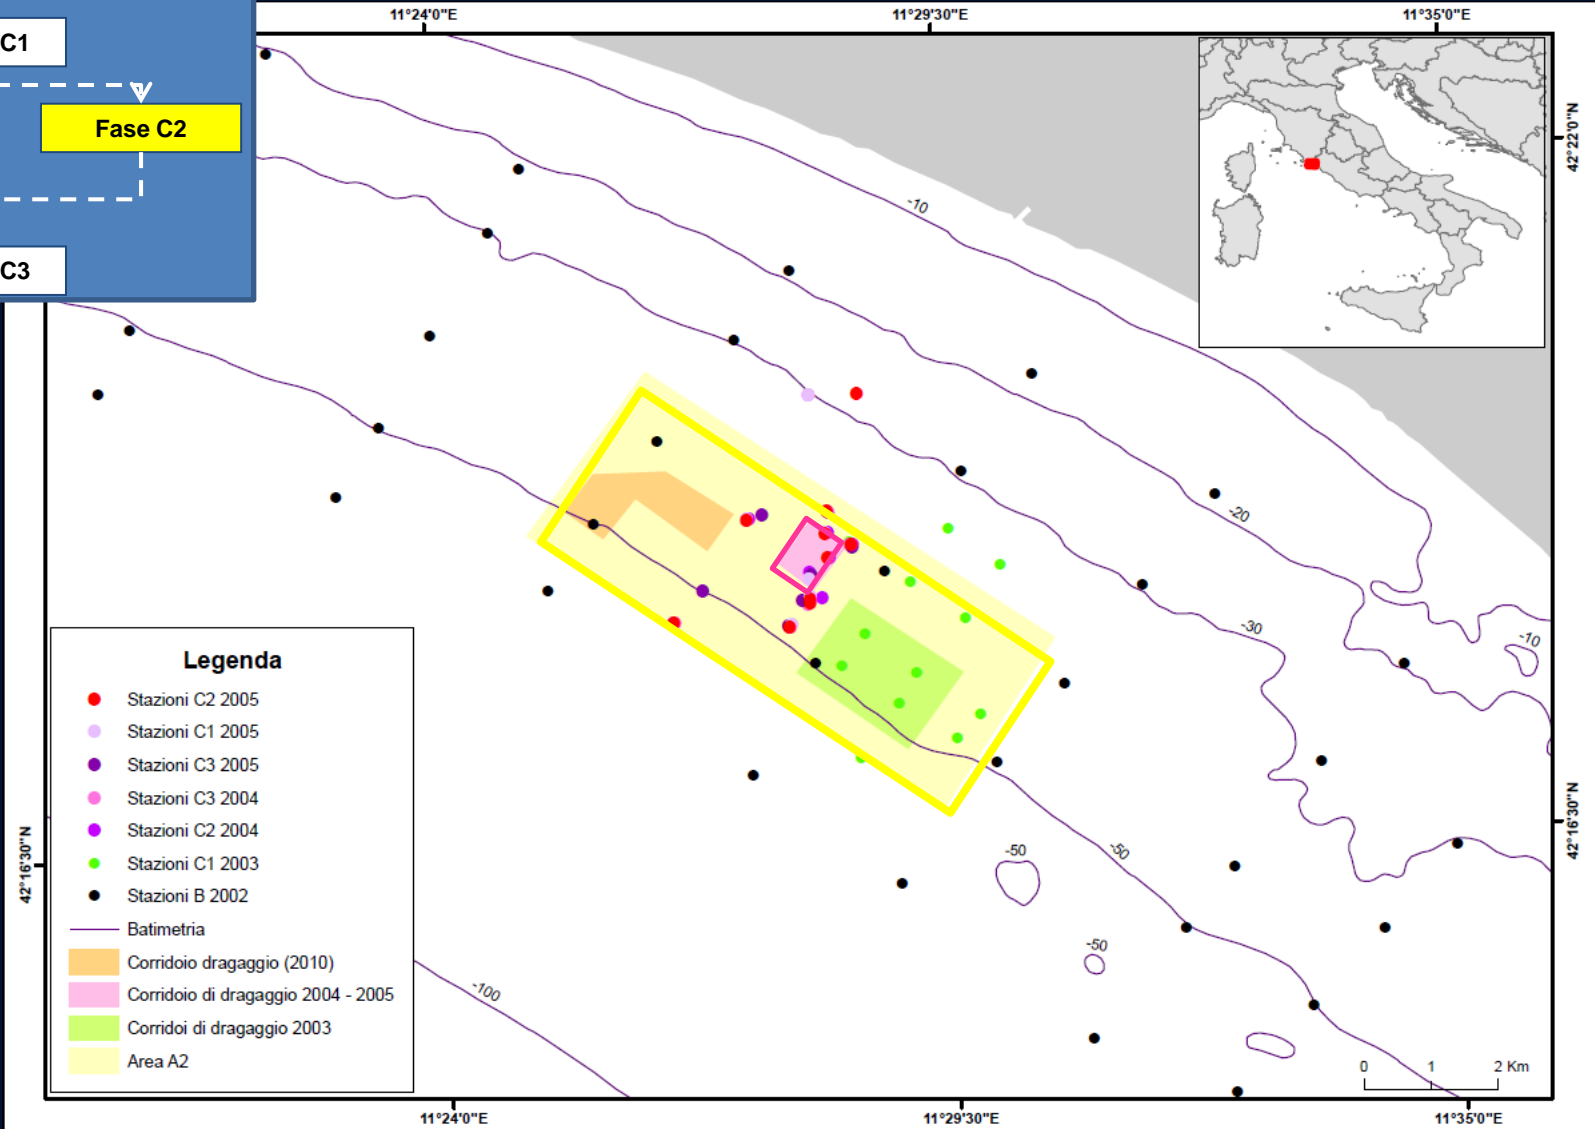 11°24'0"E
11°29'30"E
11°35'0"E
C1
Fase C2
C3
42°22'0"N
-10
-20
-30
-10
-50
-50
-50
-100
42°16'30"N
42°16'30"N
Legenda
Stazioni C2 2005
Stazioni C1 2005
Stazioni C3 2005
Stazioni C3 2004
Stazioni C2 2004
Stazioni C1 2003
Stazioni B 2002
Batimetria
Corridoio dragaggio (2010)
Corridoio di dragaggio 2004 - 2005
Corridoi di dragaggio 2003
Area A2
0 1 2 Km
11°24'0"E
11°29'30"E
11°35'0"E